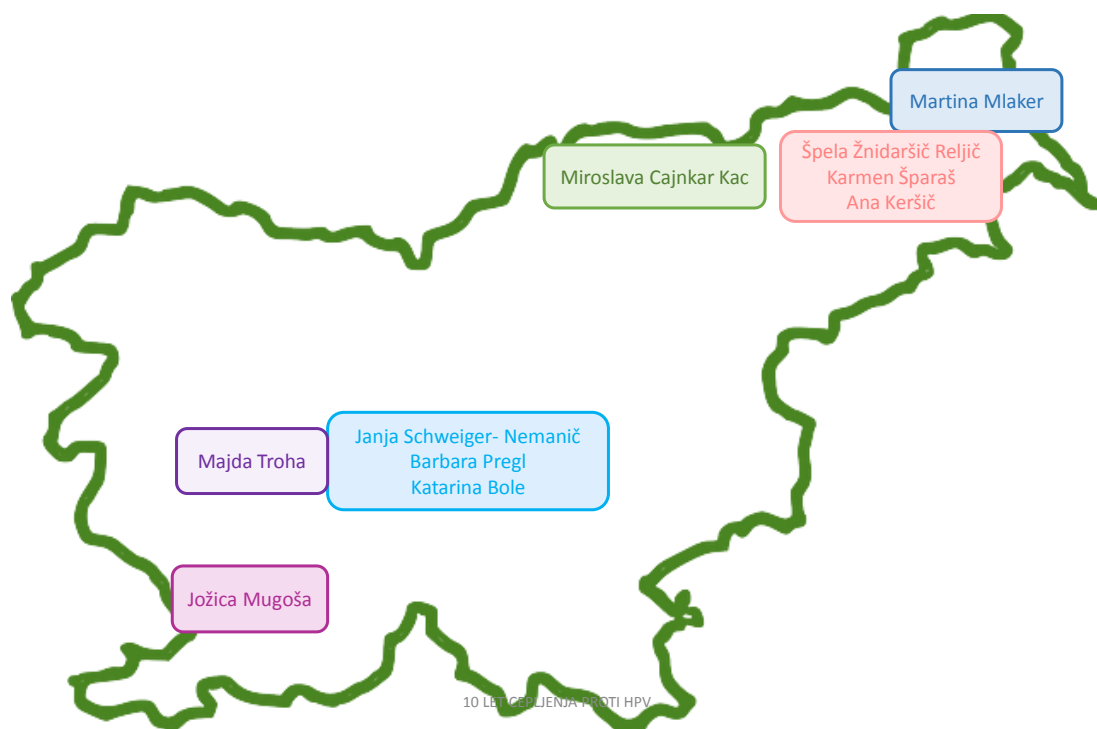 Martina Mlaker
Miroslava Cajnkar Kac
Špela Žnidaršič Reljič
Karmen Šparaš
Ana Keršič
Majda Troha
Janja Schweiger- Nemanič
Barbara Pregl
Katarina Bole
Jožica Mugoša
10 LET CEPLJENJA PROTI HPV